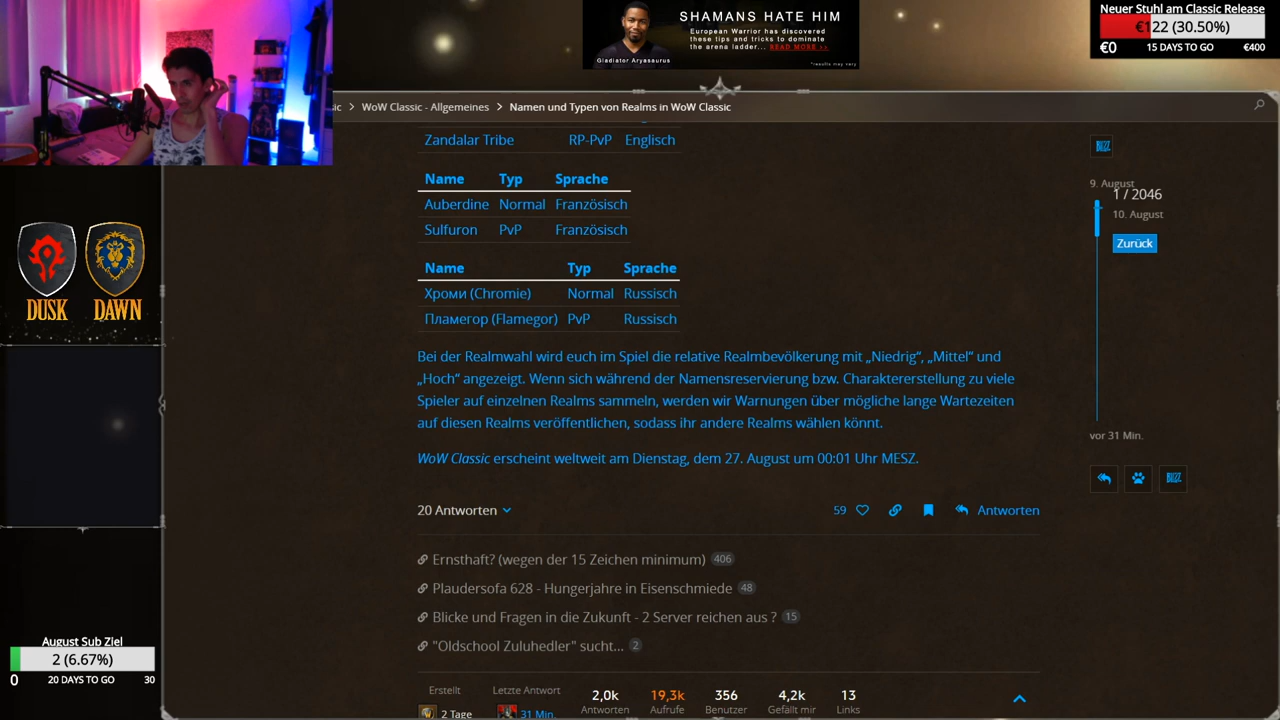 SHAMANS HATE HIM
European Warrior has discovered
these tips and tricks to dominate
the arena ladder... READ MORE >>
Gladiator Aryasaurus
*results may vary
Neuer Stuhl am Classic Release
€122 (30.50%)
€0 15 DAYS TO GO €400
ic > WoW Classic - Allgemeines > Namen und Typen von Realms in WoW Classic
Zandalar Tribe RP-PvP Englisch
Name Typ Sprache
Auberdine Normal Französisch
Sulfuron PvP Französisch
Name Typ Sprache
Хроми (Chromie) Normal Russisch
Пламегор (Flamegor) PvP Russisch
Bei der Realmwahl wird euch im Spiel die relative Realmbevölkerung mit „Niedrig“, „Mittel“ und
„Hoch“ angezeigt. Wenn sich während der Namensreservierung bzw. Charaktererstellung zu viele
Spieler auf einzelnen Realms sammeln, werden wir Warnungen über mögliche lange Wartezeiten
auf diesen Realms veröffentlichen, sodass ihr andere Realms wählen könnt.
WoW Classic erscheint weltweit am Dienstag, dem 27. August um 00:01 Uhr MESZ.
20 Antworten
59 Antworten
Ernsthaft? (wegen der 15 Zeichen minimum) 406
Plaudersofa 628 - Hungerjahre in Eisenschmiede 48
Blicke und Fragen in die Zukunft - 2 Server reichen aus ? 15
"Oldschool Zuluhedler" sucht... 2
Erstellt Letzte Antwort 2,0k 19,3k 356 4,2k 13
2 Tage 31 Min. Antworten Aufrufe Benutzer Gefällt mir Links
BLIZZ
9. August
1 / 2046
10. August
Zurück
vor 31 Min.
BLIZZ
DUSK DAWN
August Sub Ziel
2 (6.67%)
0 20 DAYS TO GO 30